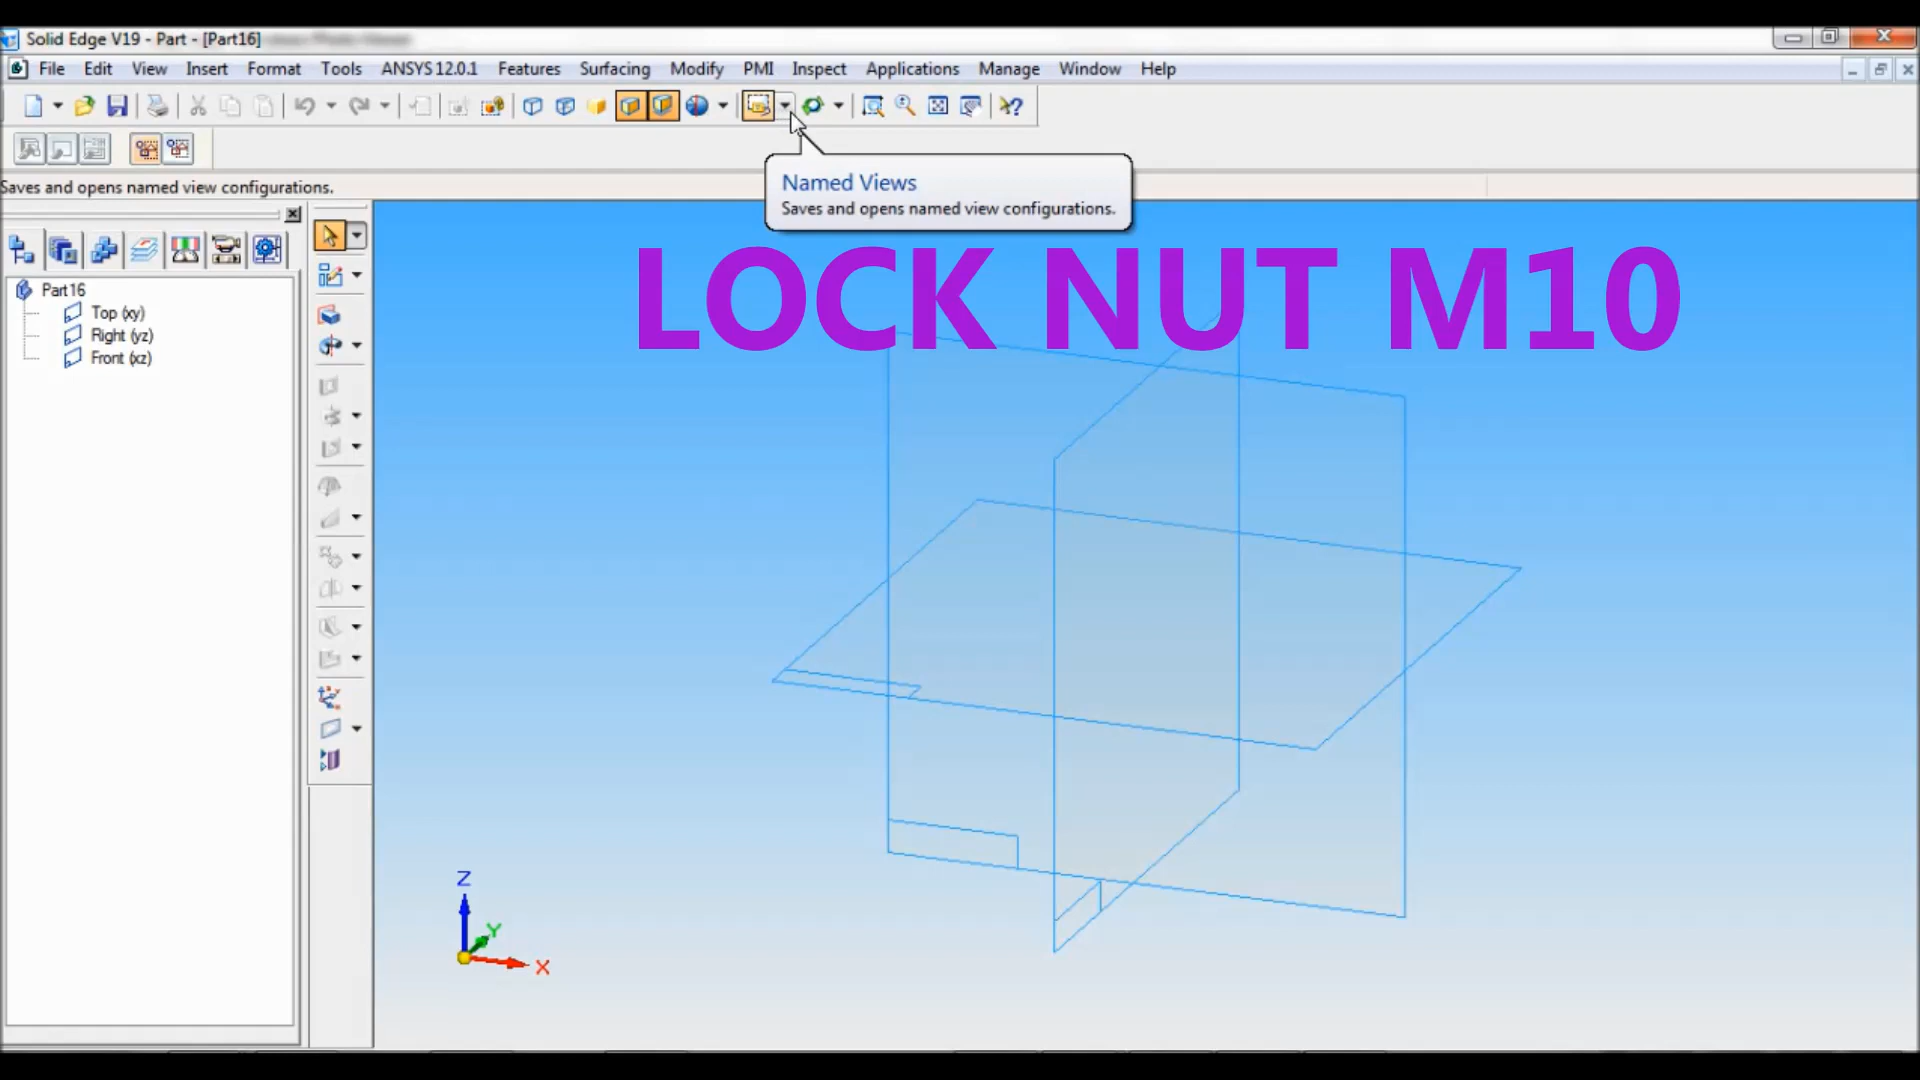 Solid Edge V19 - Part - [Part16]
File Edit View Insert Format Tools ANSYS 12.0.1 Features Surfacing Modify PMI Inspect Applications Manage Window Help
Named Views
Saves and opens named view configurations.
Saves and opens named view configurations.
LOCK NUT M10
Part16
Top (xy)
Right (yz)
Front (xz)
Z
Y
X